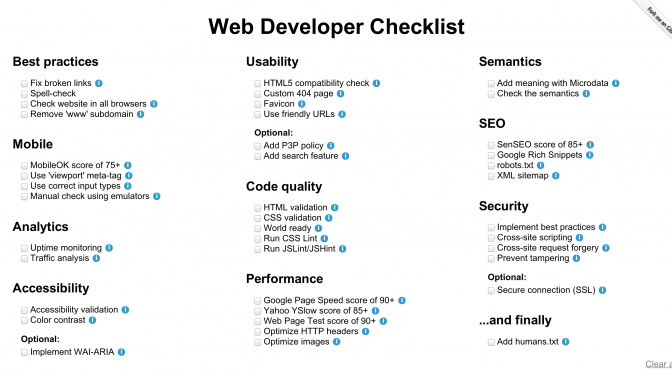 Web Developer Checklist
Best practices
Fix broken links
Spell-check
Check website in all browsers
Remove 'www' subdomain
Mobile
MobileOK score of 75+
Use 'viewport' meta-tag
Use correct input types
Manual check using emulators
Analytics
Uptime monitoring
Traffic analysis
Accessibility
Accessibility validation
Color contrast
Optional:
Implement WAI-ARIA
Usability
HTML5 compatibility check
Custom 404 page
Favicon
Use friendly URLs
Optional:
Add P3P policy
Add search feature
Code quality
HTML validation
CSS validation
World ready
Run CSS Lint
Run JSLint/JSHint
Performance
Google Page Speed score of 90+
Yahoo YSlow score of 85+
Web Page Test score of 90+
Optimize HTTP headers
Optimize images
Semantics
Add meaning with Microdata
Check the semantics
SEO
SenSEO score of 85+
Google Rich Snippets
robots.txt
XML sitemap
Security
Implement best practices
Cross-site scripting
Cross-site request forgery
Prevent tampering
Optional:
Secure connection (SSL)
...and finally
Add humans.txt
Fork me on
Clear